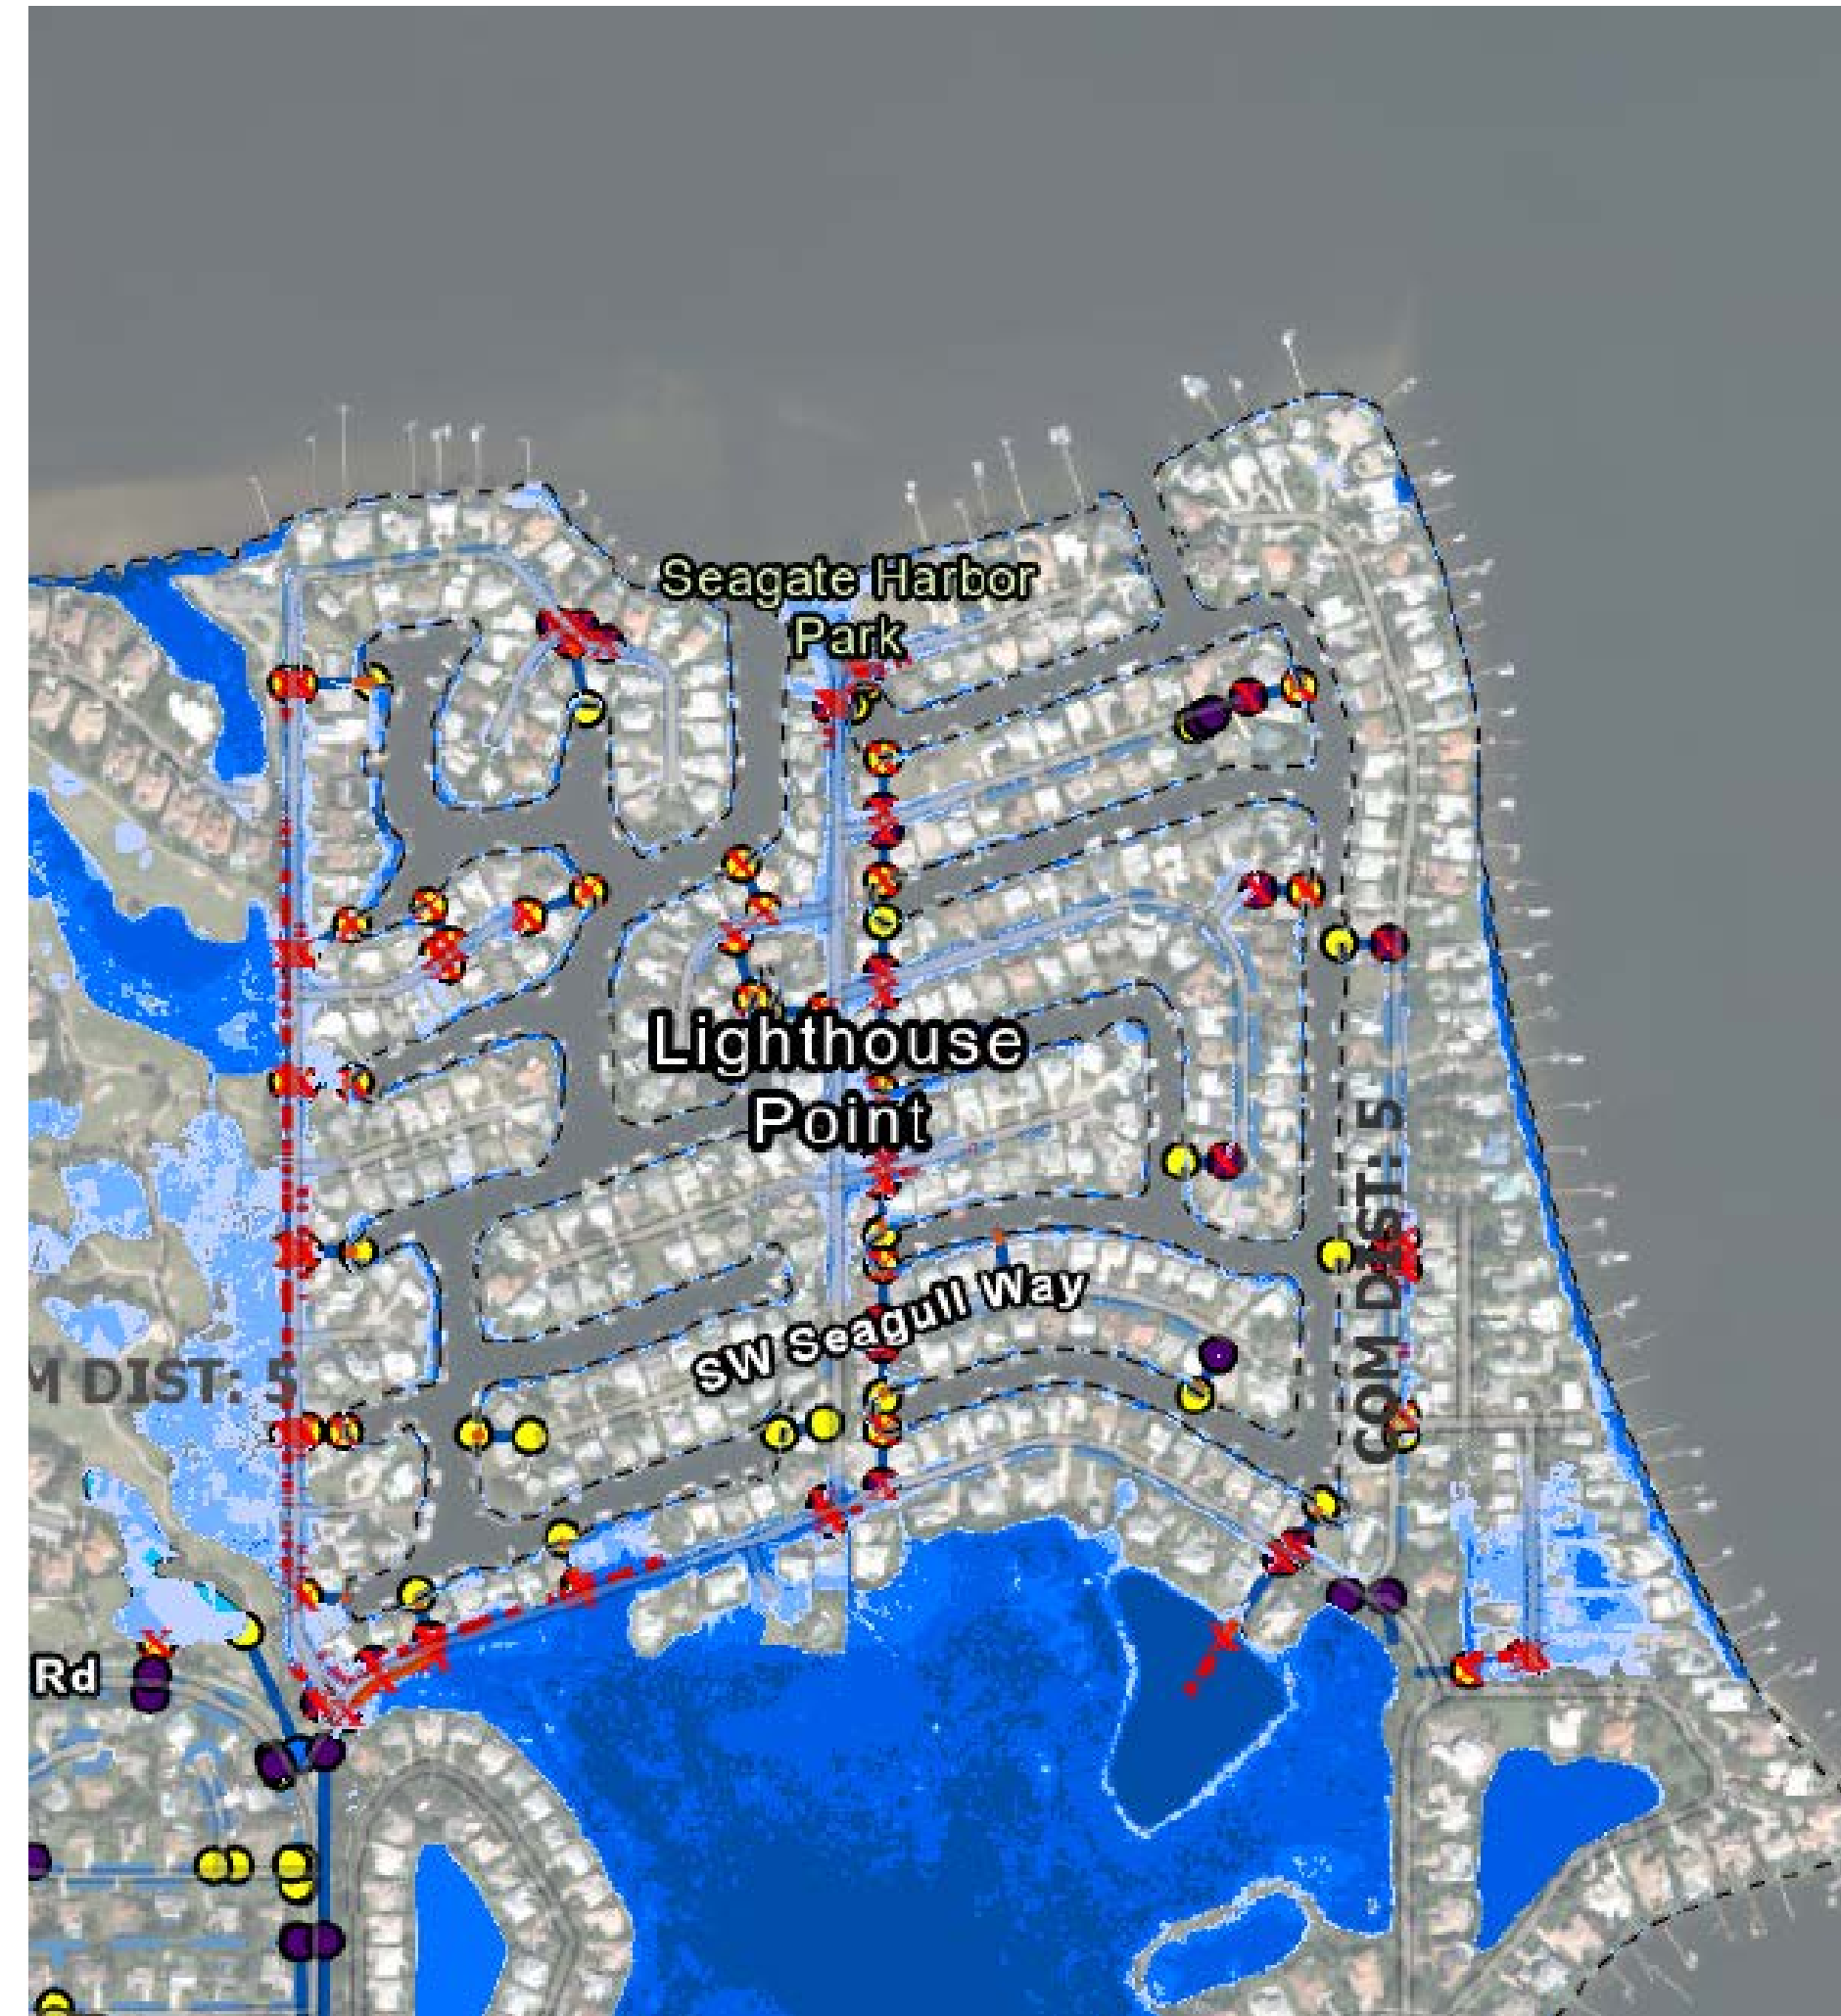 Seagate Harbor
Park
Lighthouse
Point
COM DIST: 5
SW Seagull Way
M DIST: 5
Rd